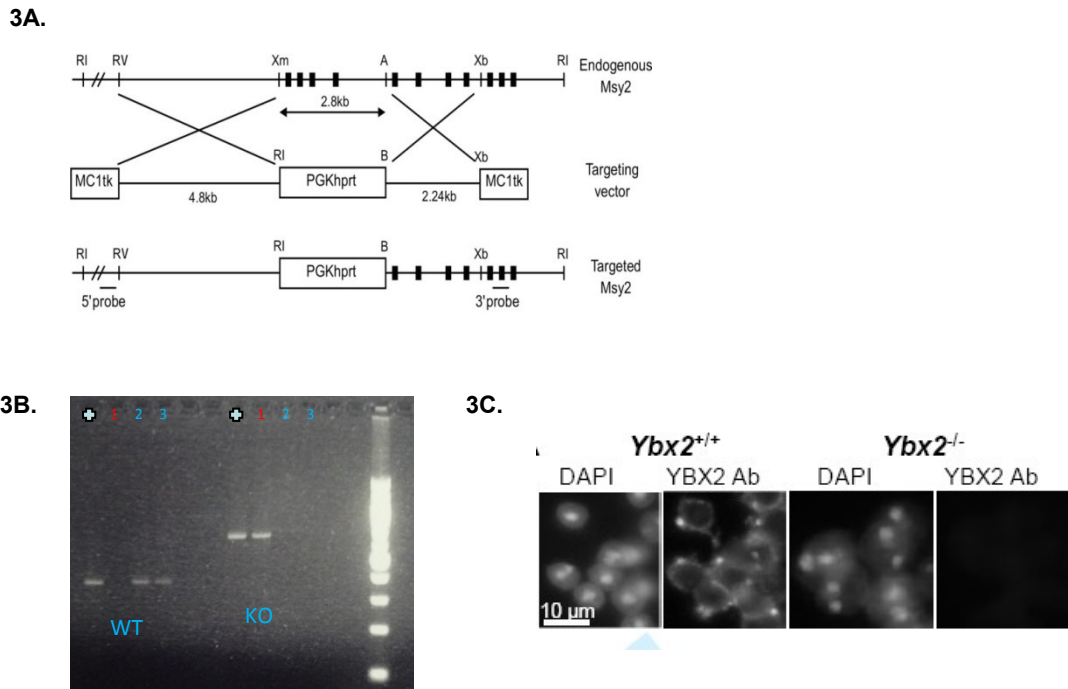 3A.
RI RV Xm A Xb RI Endogenous
Msy2
2.8kb
RI B Xb
MC1tk PGKhprt MC1tk Targeting
vector
4.8kb 2.24kb
RI RV RI B Xb RI
PGKhprt Targeted
Msy2
5'probe 3'probe
3B.
1 2 3 1 2 3
WT KO
3C.
Ybx2+/+ Ybx2-/-
DAPI YBX2 Ab DAPI YBX2 Ab
10 µm